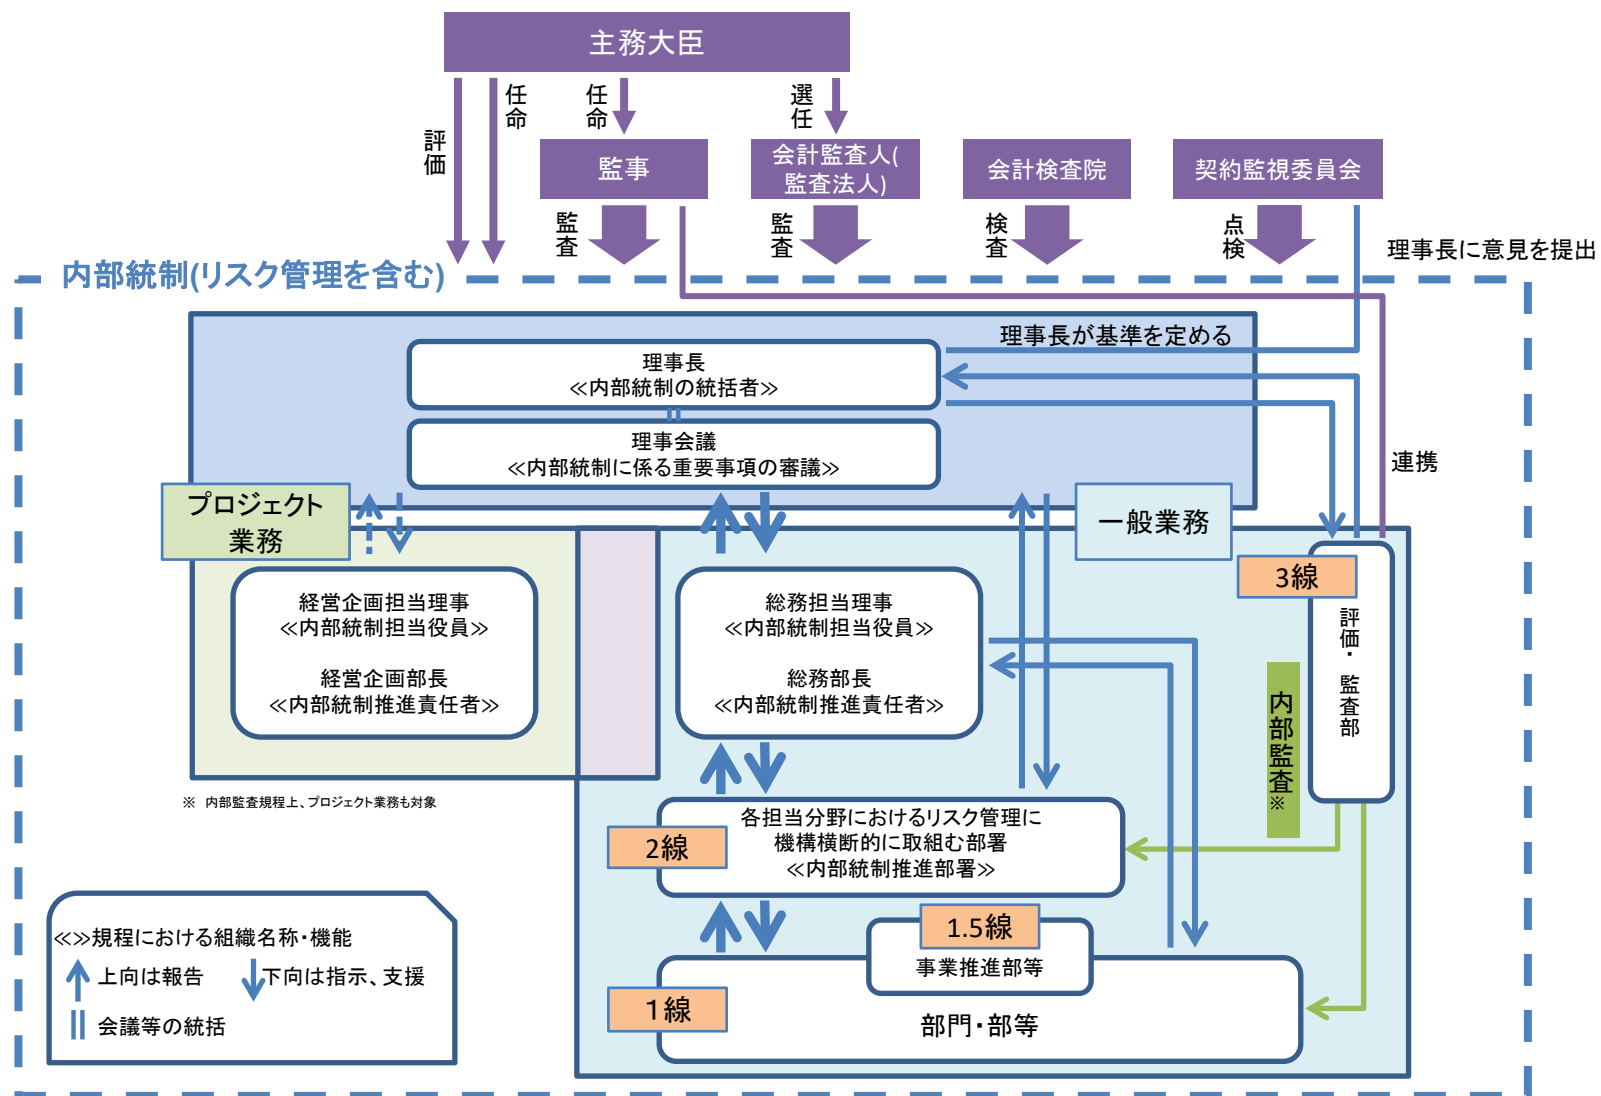 主務大臣
評価
任命
任命
選任
監事
会計監査人(
監査法人)
会計検査院
契約監視委員会
監査
監査
検査
点検
理事長に意見を提出
内部統制(リスク管理を含む)
理事長が基準を定める
理事長
≪内部統制の統括者≫
理事会議
≪内部統制に係る重要事項の審議≫
連携
プロジェクト
業務
一般業務
3線
経営企画担当理事
≪内部統制担当役員≫
経営企画部長
≪内部統制推進責任者≫
総務担当理事
≪内部統制担当役員≫
総務部長
≪内部統制推進責任者≫
評価・監査部
内部監査※
※ 内部監査規程上、プロジェクト業務も対象
2線
各担当分野におけるリスク管理に
機構横断的に取組む部署
≪内部統制推進部署≫
1.5線
事業推進部等
1線
部門・部等
≪≫規程における組織名称・機能
上向は報告
下向は指示、支援
会議等の統括